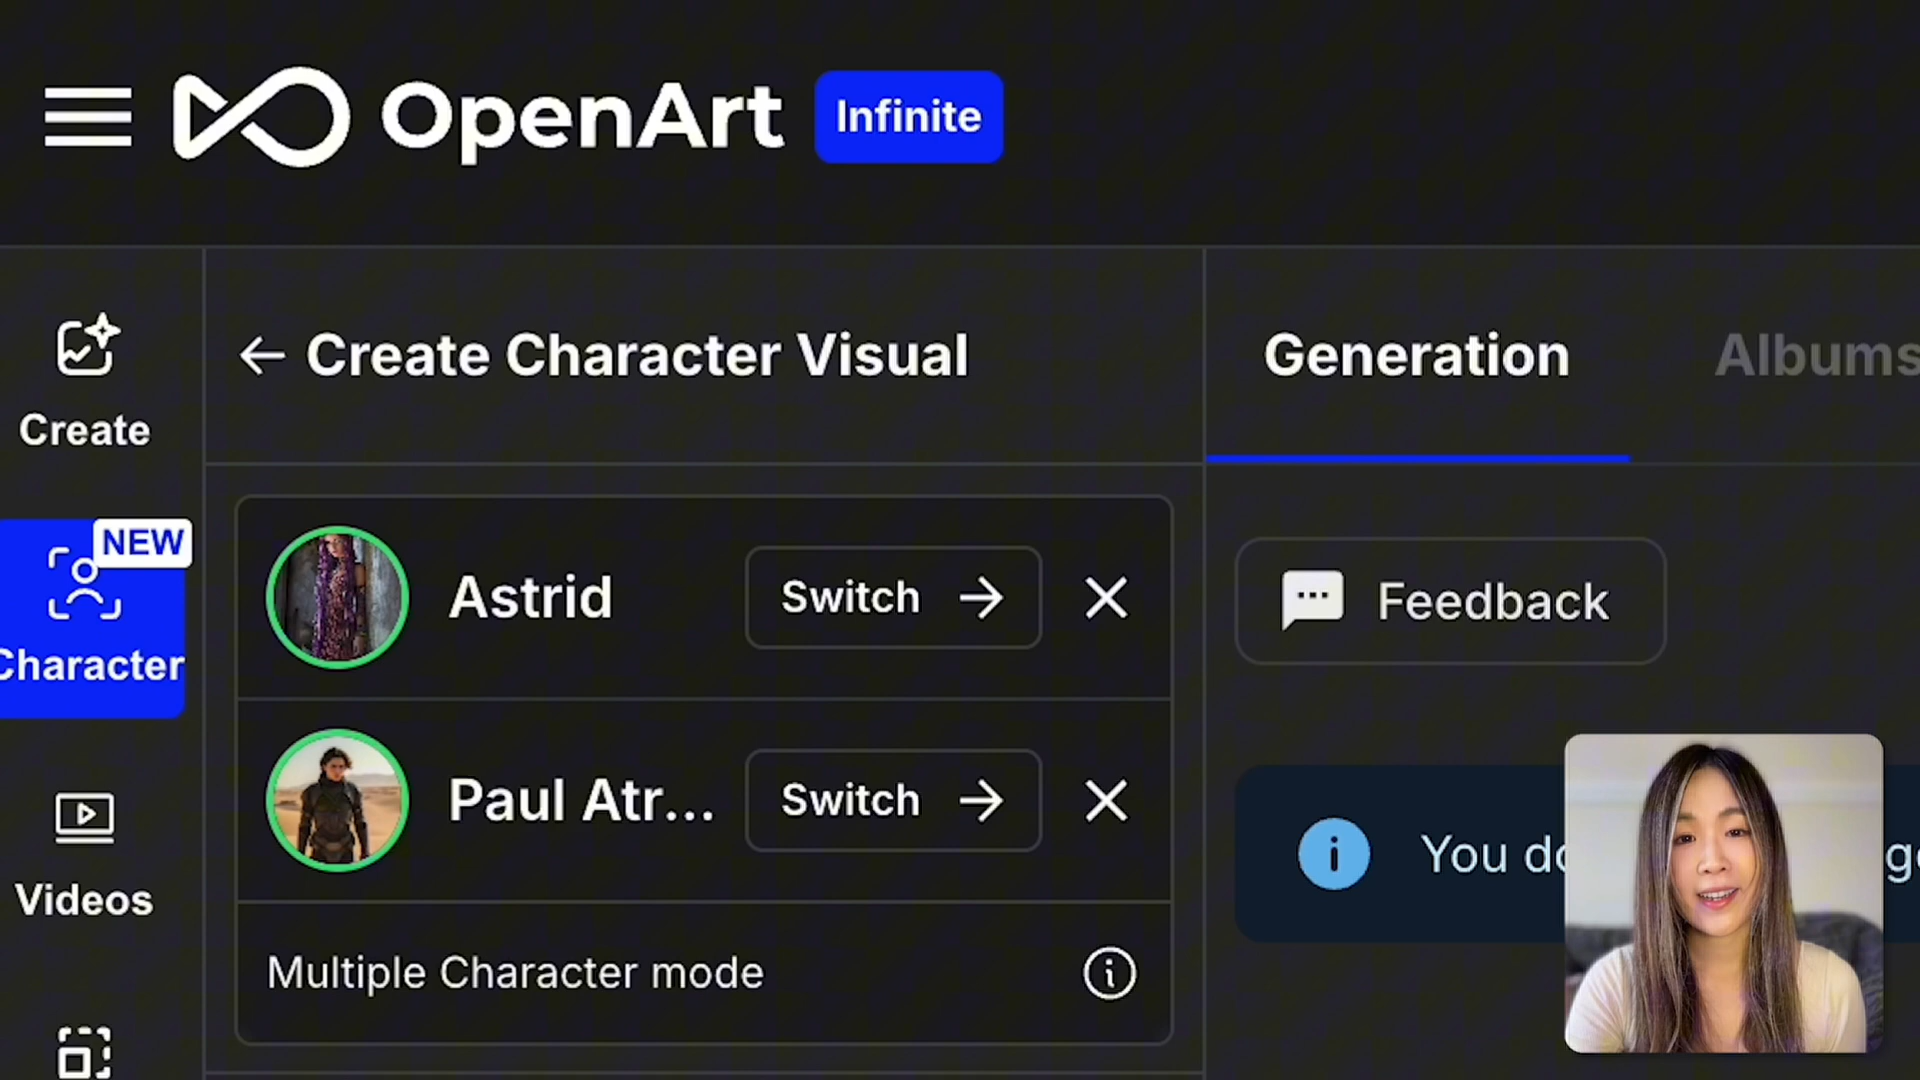 OpenArt Infinite
Create
NEW
Character
Videos
Create Character Visual
Astrid Switch
Paul Atr... Switch
Multiple Character mode
Generation Albums
Feedback
You